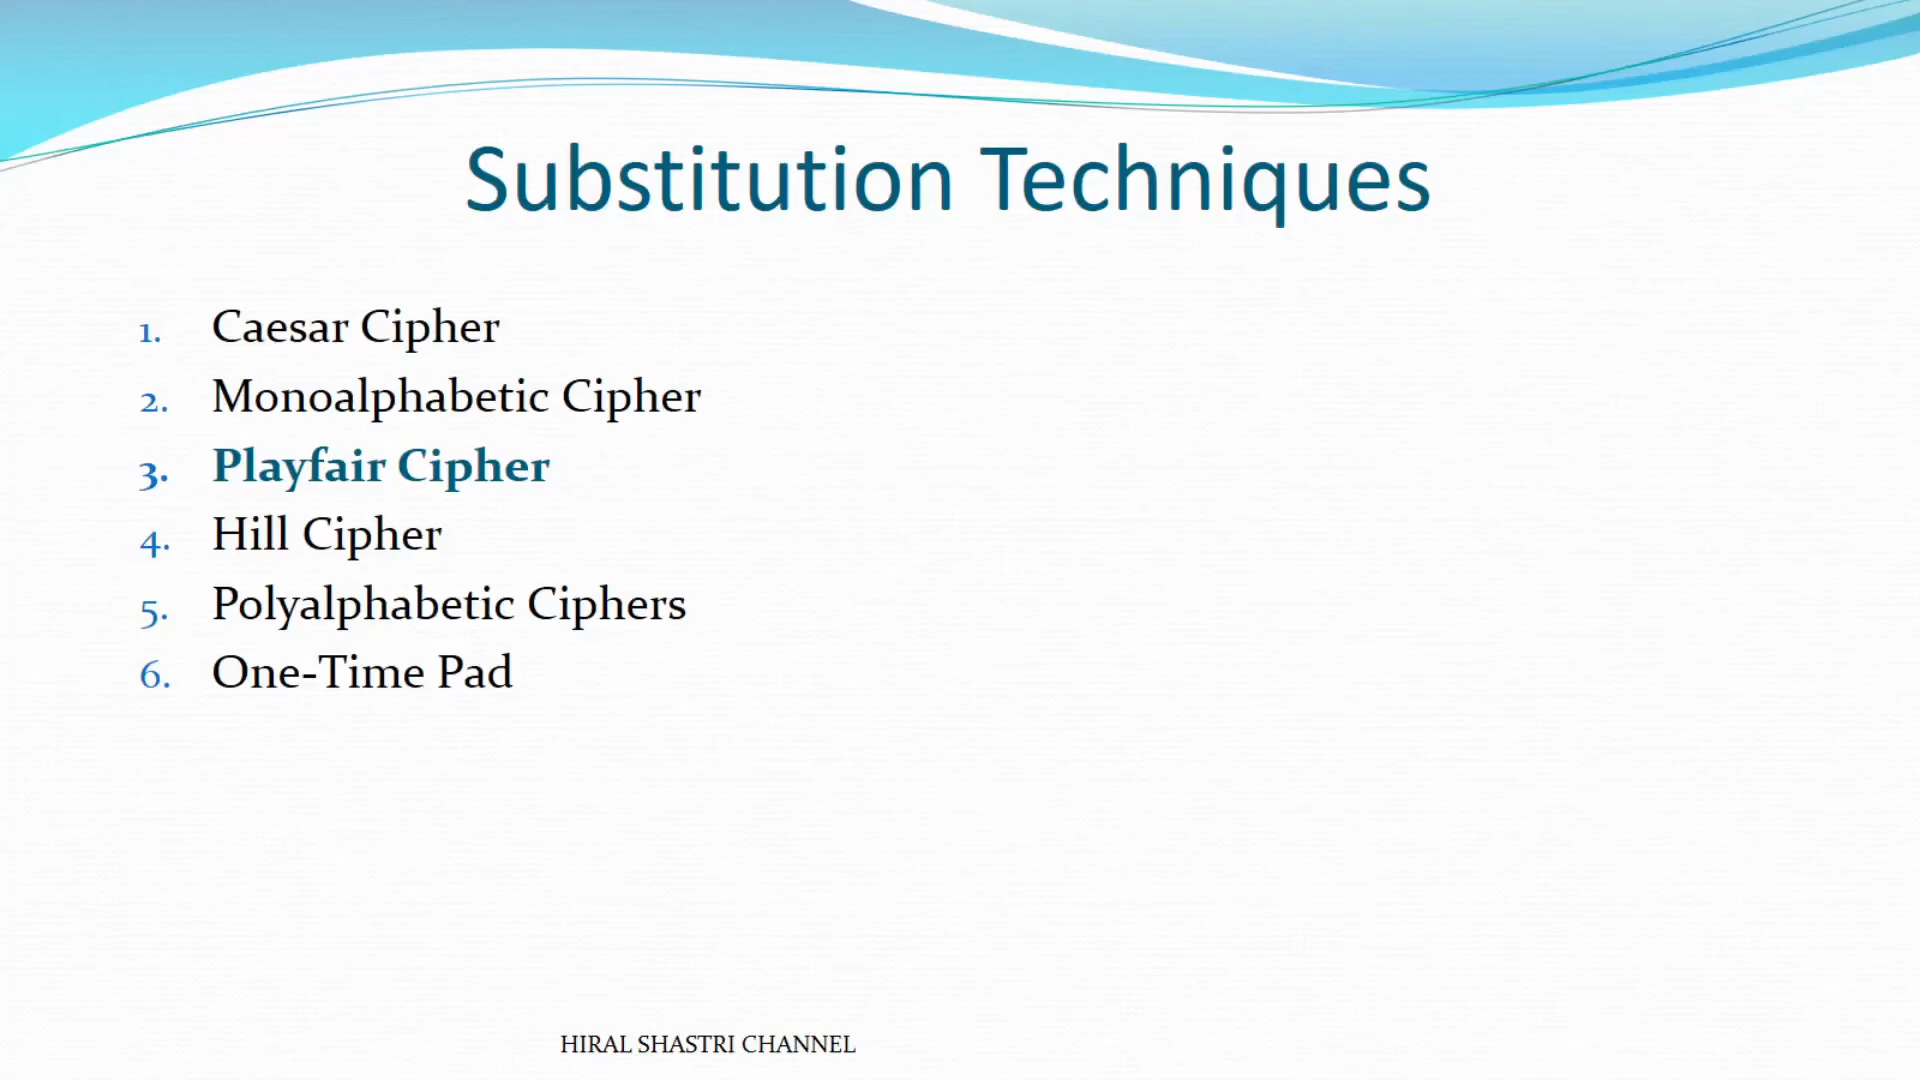 Substitution Techniques
1. Caesar Cipher
2. Monoalphabetic Cipher
3. Playfair Cipher
4. Hill Cipher
5. Polyalphabetic Ciphers
6. One-Time Pad
HIRAL SHASTRI CHANNEL